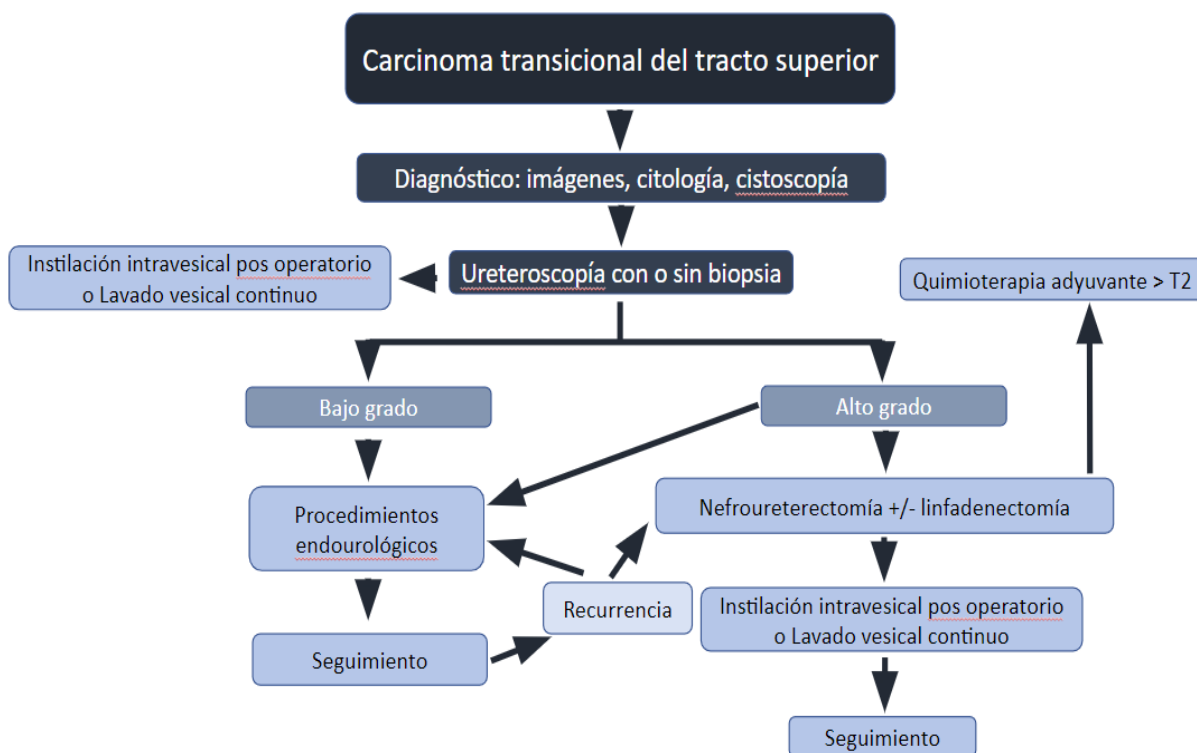 Carcinoma transicional del tracto superior
Diagnóstico: imágenes, citología, cistoscopía
Instilación intravesical pos operatorio
o Lavado vesical continuo
Ureteroscopía con o sin biopsia
Quimioterapia adyuvante > T2
Bajo grado
Alto grado
Procedimientos
endourológicos
Nefroureterectomía +/- linfadenectomía
Recurrencia
Instilación intravesical pos operatorio
o Lavado vesical continuo
Seguimiento
Seguimiento